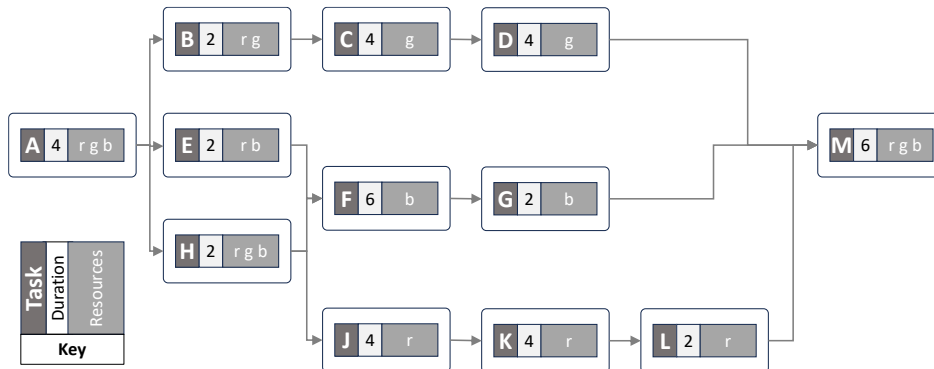 B 2 r g
C 4 g
D 4 g
A 4 r g b
E 2 r b
M 6 r g b
F 6 b
G 2 b
H 2 r g b
Task
Duration
Resources
Key
J 4 r
K 4 r
L 2 r